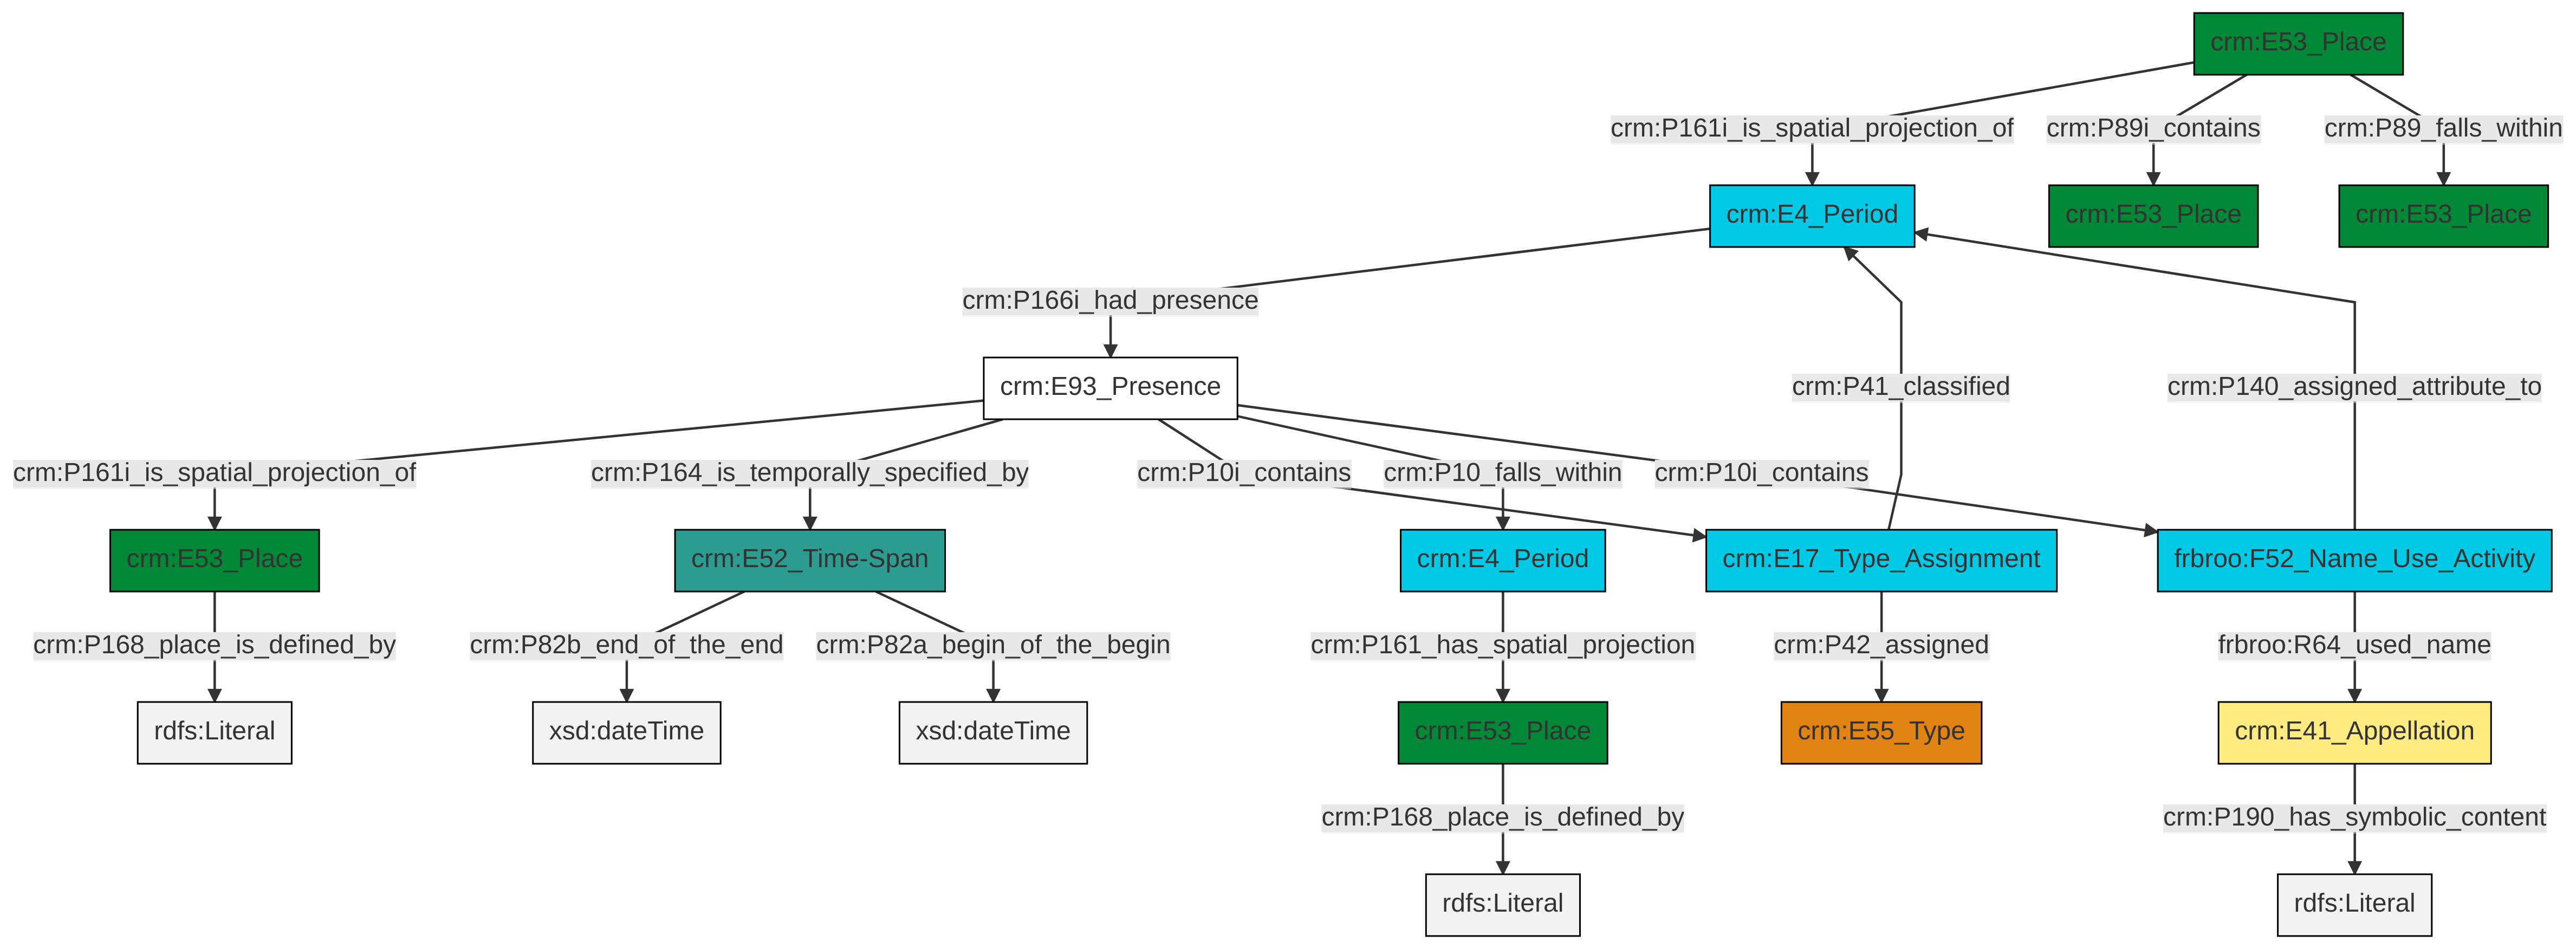 crm:E53_Place
crm:P161i_is_spatial_projection_of
crm:P89i_contains
crm:P89_falls_within
crm:E4_Period
crm:E53_Place
crm:E53_Place
crm:P166i_had_presence
crm:E93_Presence
crm:P41_classified
crm:P140_assigned_attribute_to
crm:P161i_is_spatial_projection_of
crm:P164_is_temporally_specified_by
crm:P10i_contains
crm:P10_falls_within
crm:P10i_contains
crm:E53_Place
crm:E52_Time-Span
crm:E4_Period
crm:E17_Type_Assignment
frbroo:F52_Name_Use_Activity
crm:P168_place_is_defined_by
crm:P82b_end_of_the_end
crm:P82a_begin_of_the_begin
crm:P161_has_spatial_projection
crm:P42_assigned
frbroo:R64_used_name
rdfs:Literal
xsd:dateTime
xsd:dateTime
crm:E53_Place
crm:E55_Type
crm:E41_Appellation
crm:P168_place_is_defined_by
crm:P190_has_symbolic_content
rdfs:Literal
rdfs:Literal